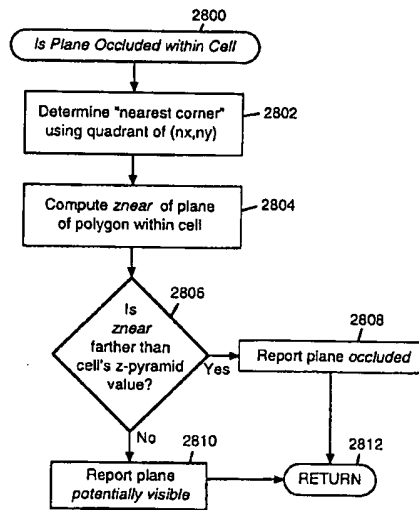 2800
Is Plane Occluded within Cell
Determine "nearest corner"
using quadrant of (nx,ny)
2802
Compute znear of plane
of polygon within cell
2804
2806
Is
znear
farther than
cell's z-pyramid
value?
Yes
2808
Report plane occluded
No
2810
Report plane
potentially visible
2812
RETURN